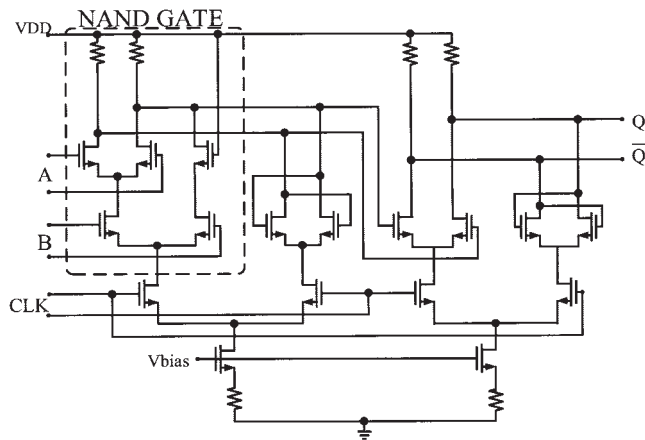 NAND GATE
VDD
Q
Q̅
A
B
CLK
Vbias